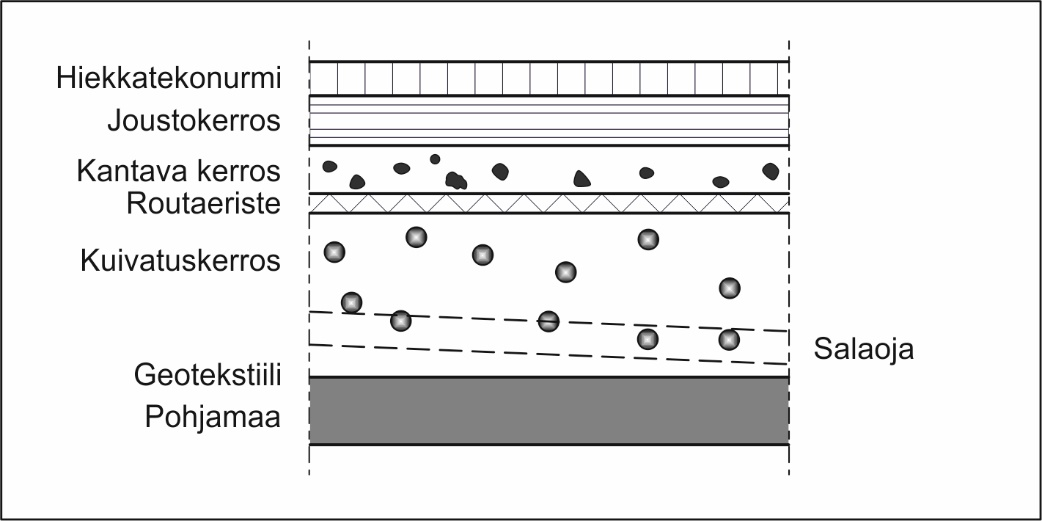 Hiekkatekonurmi
Joustokerros
Kantava kerros
Routaeriste
Kuivatuskerros
Salaoja
Geotekstiili
Pohjamaa